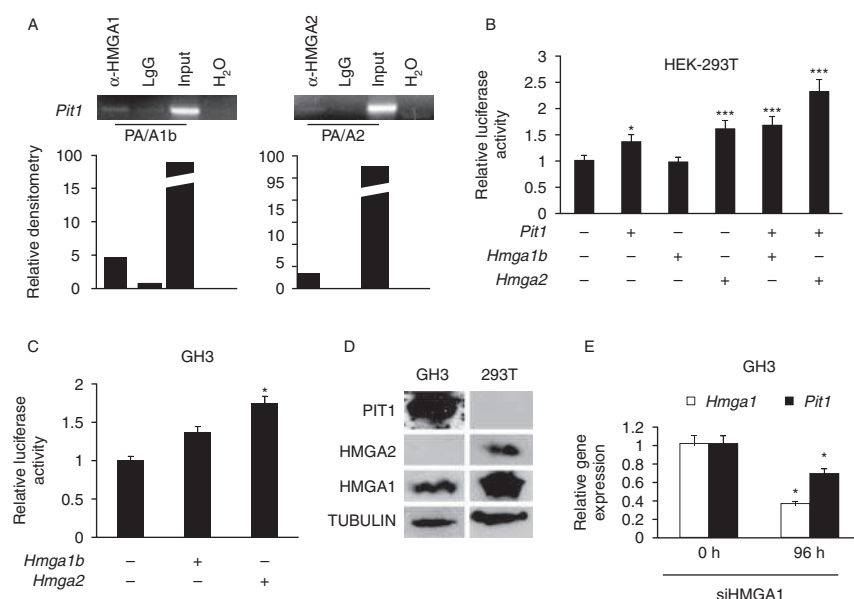 A
α-HMGA1
LgG
Input
H2O
α-HMGA2
LgG
Input
H2O
Pit1
PA/A1b
PA/A2
Relative densitometry
100
15
10
5
0
100
95
15
10
5
0
B
HEK-293T
Relative luciferase
activity
3
2.5
2
1.5
1
0.5
0
*
***
***
***
Pit1 – + – – + +
Hmga1b – – + – + –
Hmga2 – – – + – +
C
GH3
Relative luciferase
activity
2
1.5
1
0.5
0
*
Hmga1b – + –
Hmga2 – – +
D
GH3 293T
PIT1
HMGA2
HMGA1
TUBULIN
E
GH3
Hmga1 Pit1
Relative gene
expression
1.2
1
0.8
0.6
0.4
0.2
0
*
*
0 h 96 h
siHMGA1